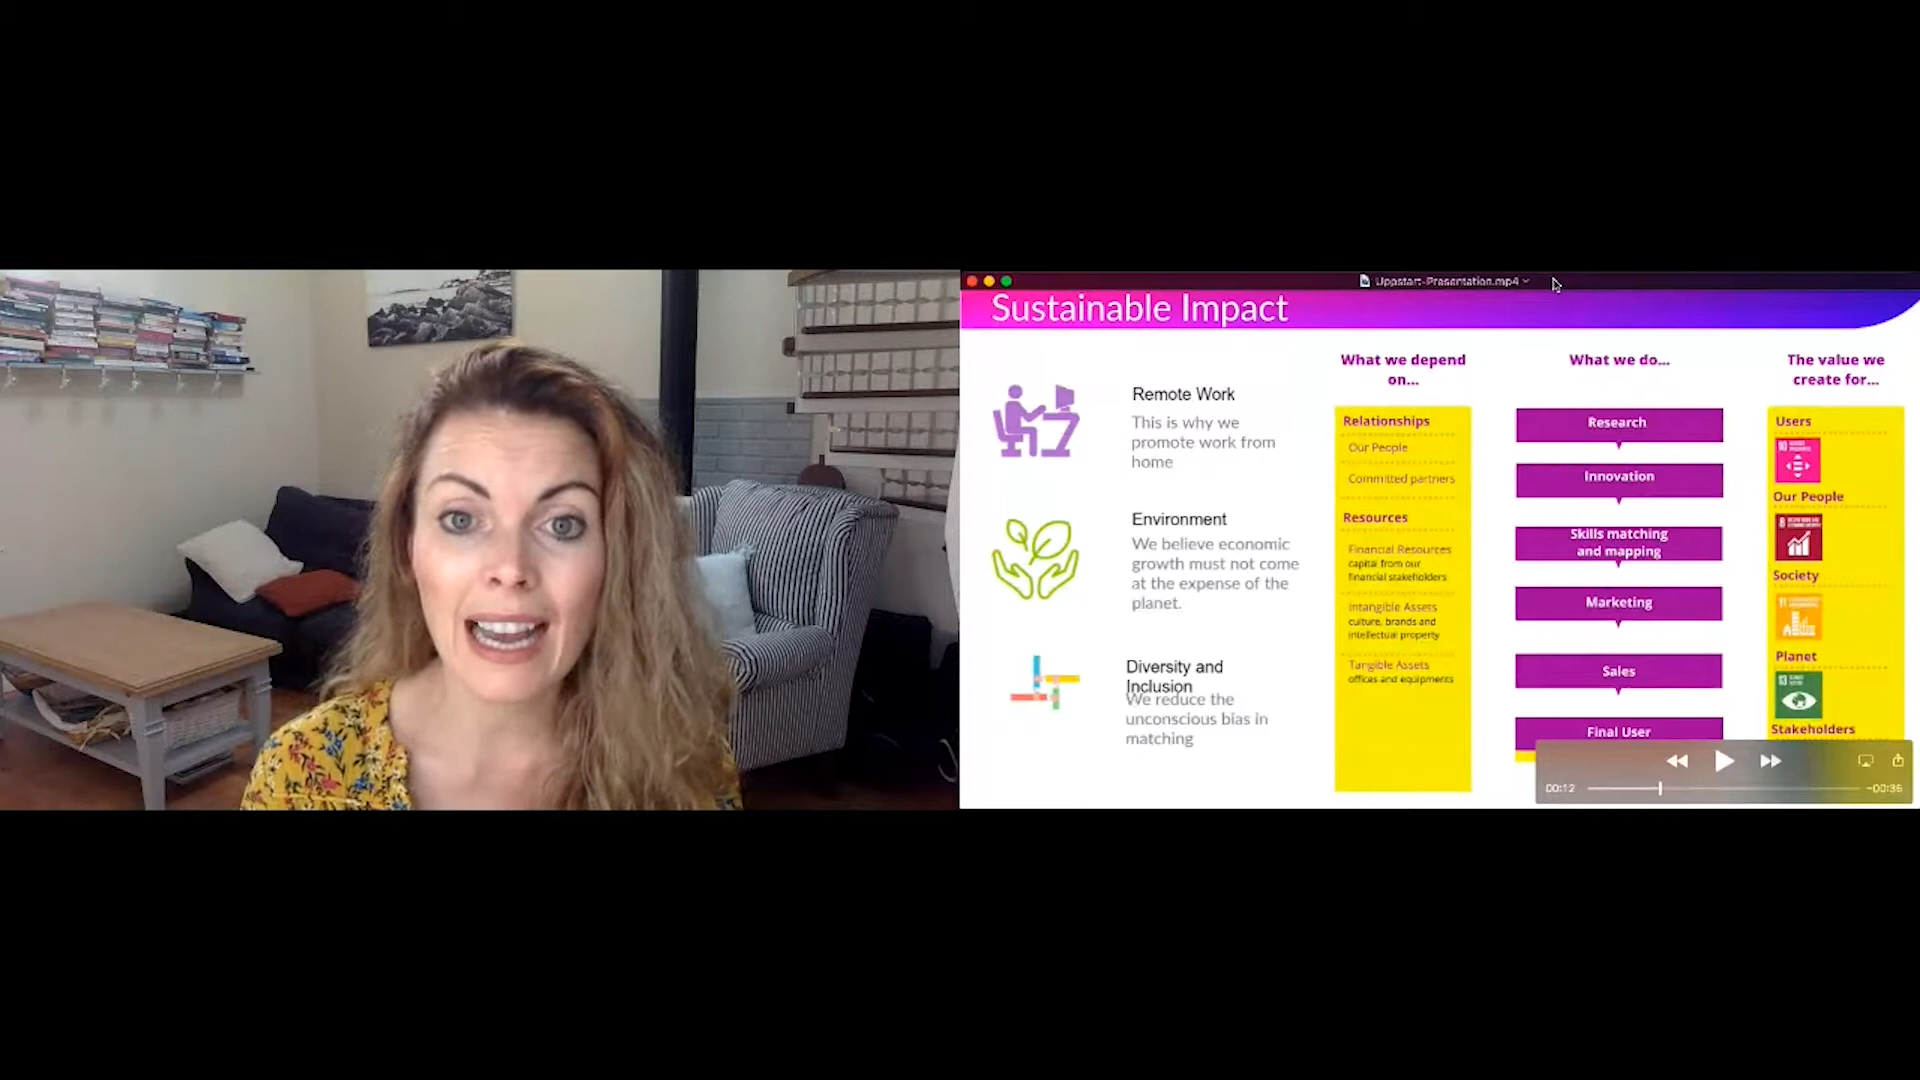 Uppstart-Presentation.mp4
Sustainable Impact
Remote Work
This is why we
promote work from
home
Environment
We believe economic
growth must not come
at the expense of the
planet.
Diversity and
Inclusion
We reduce the
unconscious bias in
matching
What we depend
on...
Relationships
Our People
Committed partners
Resources
Financial Resources
capital from our
financial stakeholders
Intangible Assets
culture, brands and
intellectual property
Tangible Assets
offices and equipments
What we do...
Research
Innovation
Skills matching
and mapping
Marketing
Sales
Final User
The value we
create for...
Users
10
Our People
8
Society
11
Planet
13
Stakeholders
00:12
-00:36